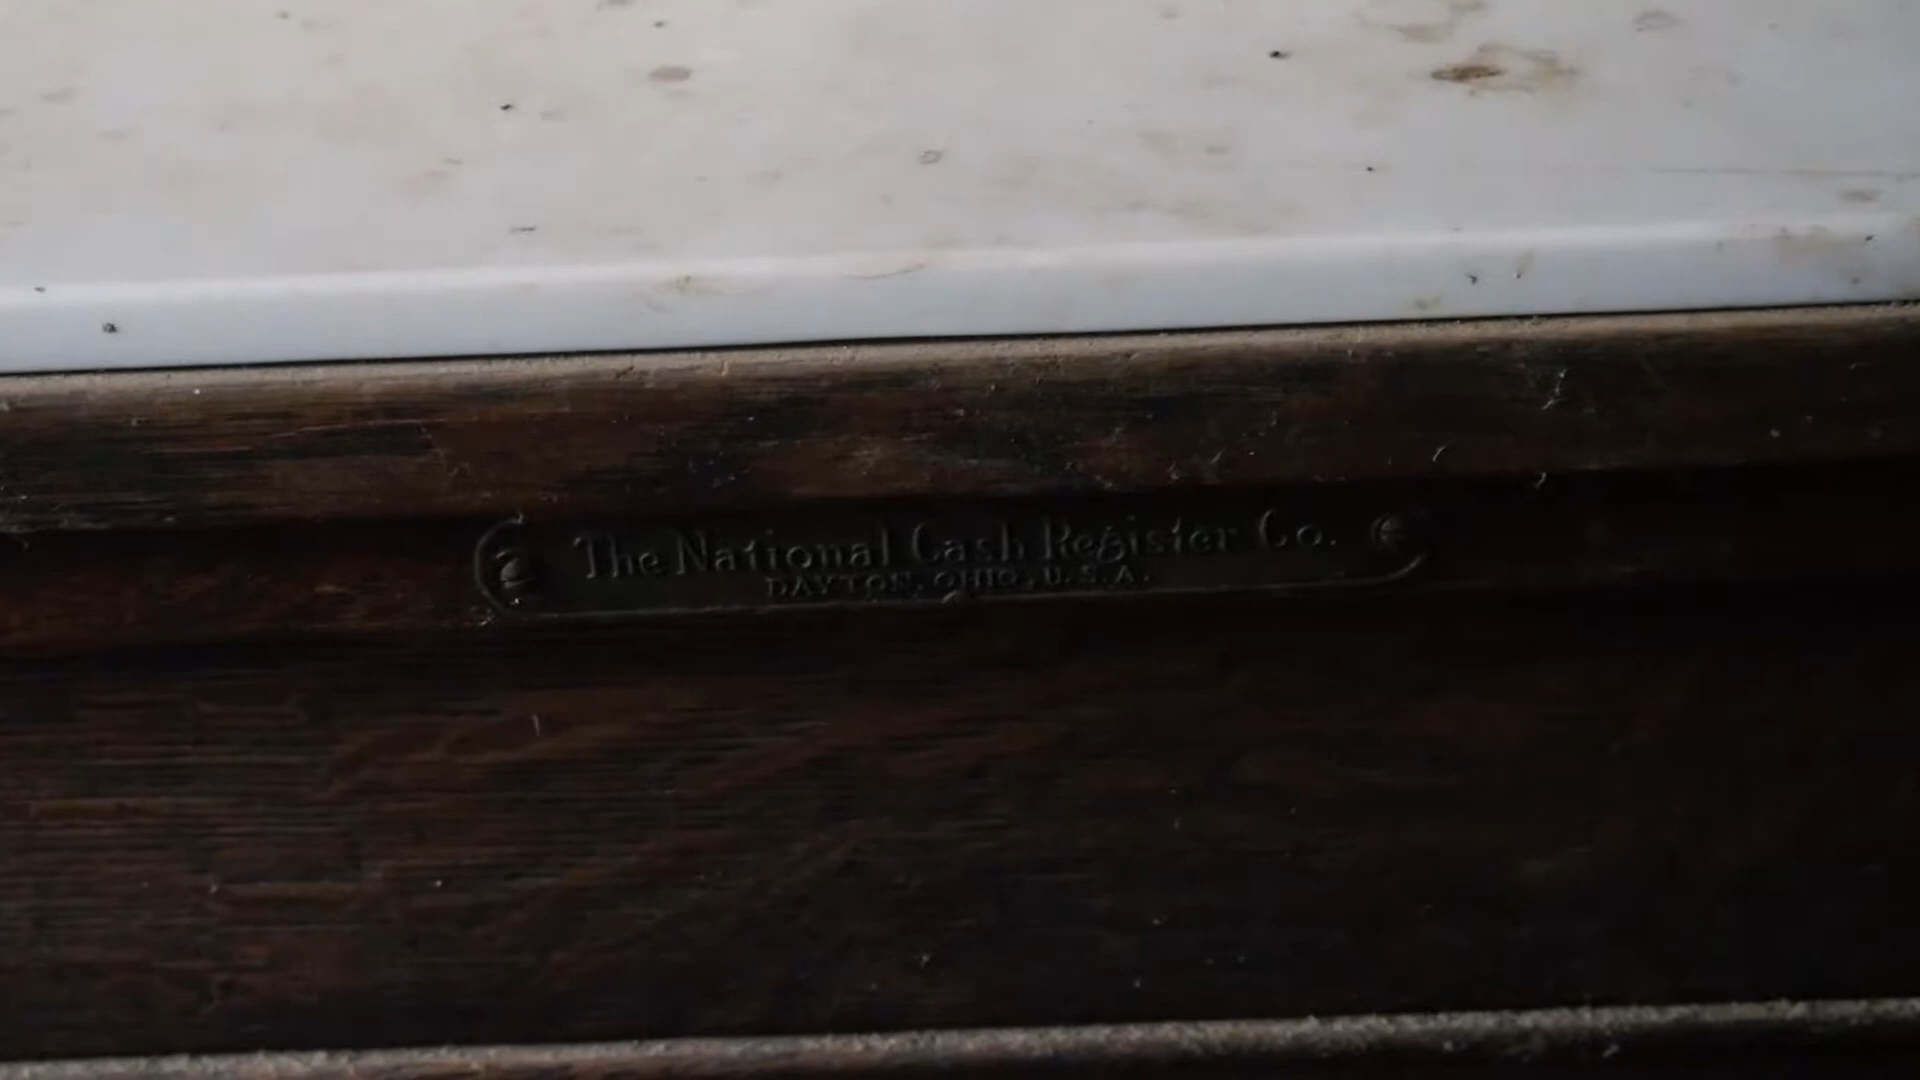 The National Cash Register Co.
DAYTON, OHIO, U.S.A.